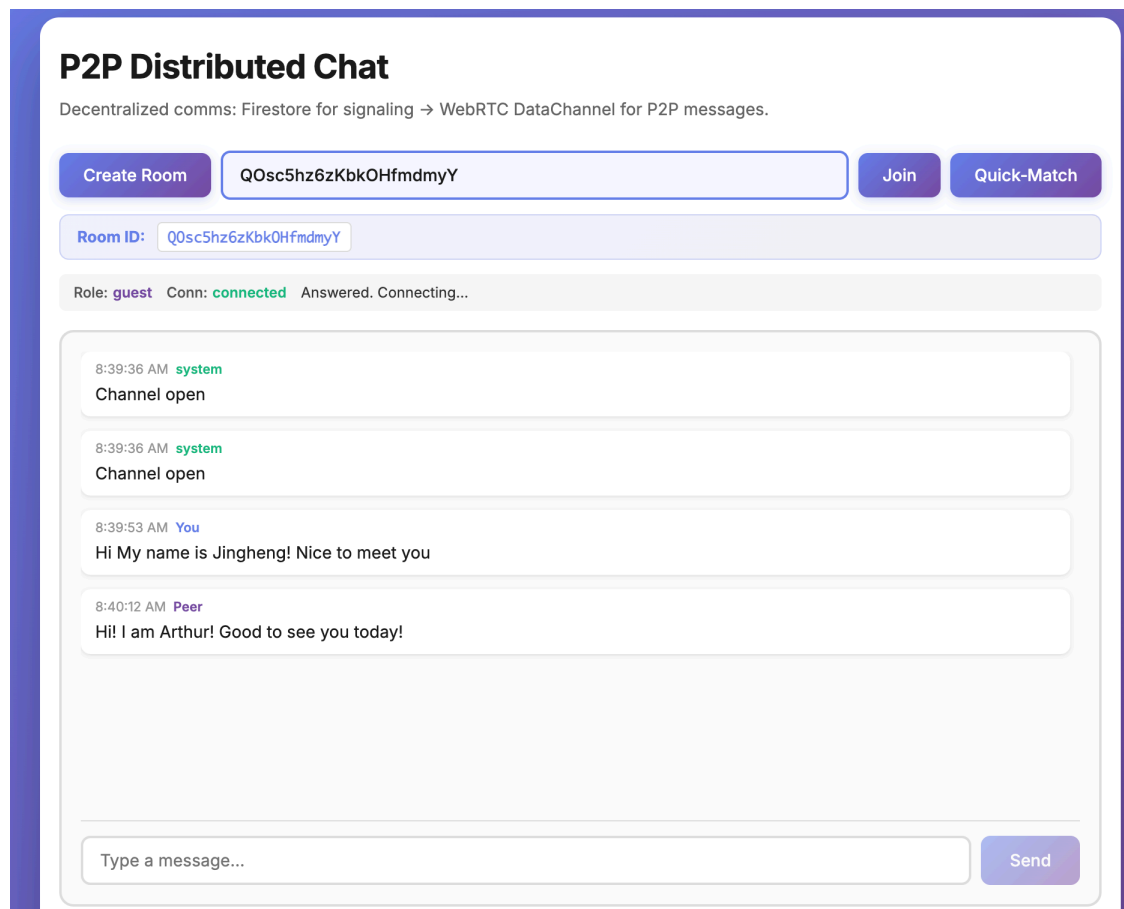 P2P Distributed Chat
Decentralized comms: Firestore for signaling → WebRTC DataChannel for P2P messages.
Create Room QOsc5hz6zKbkOHfmdmyY Join Quick-Match
Room ID: QOsc5hz6zKbkOHfmdmyY
Role: guest Conn: connected Answered. Connecting...
8:39:36 AM system
Channel open
8:39:36 AM system
Channel open
8:39:53 AM You
Hi My name is Jingheng! Nice to meet you
8:40:12 AM Peer
Hi! I am Arthur! Good to see you today!
Type a message... Send